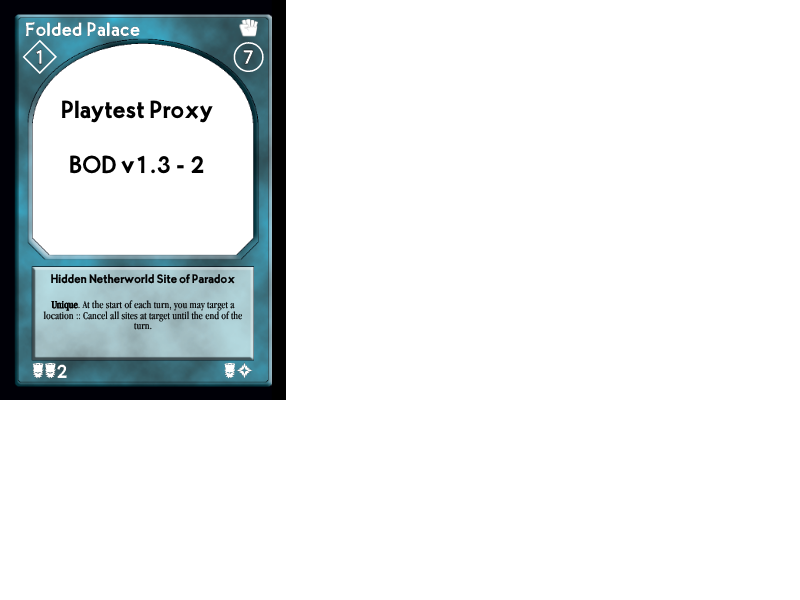 Folded Palace
1
7
Playtest Proxy
BOD v1.3 - 2
Hidden Netherworld Site of Paradox
Unique. At the start of each turn, you may target a
location :: Cancel all sites at target until the end of the
turn.
2